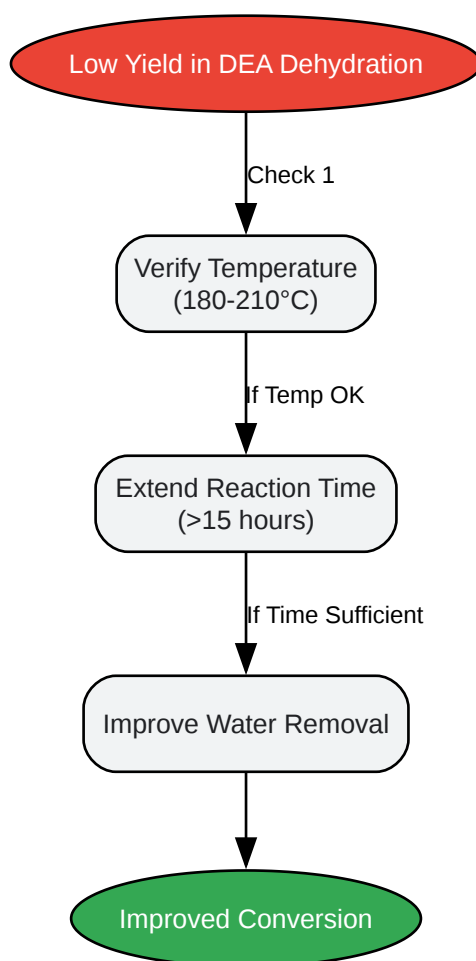 Low Yield in DEA Dehydration
Check 1
Verify Temperature
(180-210°C)
If Temp OK
Extend Reaction Time
(>15 hours)
If Time Sufficient
Improve Water Removal
Improved Conversion